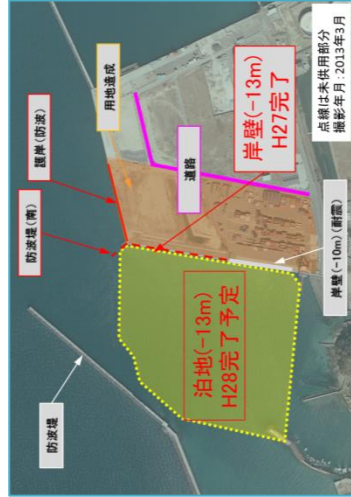 防波堤
防波堤(南)
護岸(防波)
用地造成
道路
岸壁(-13m)
H27完了
泊地(-13m)
H28完了予定
岸壁(-10m)(耐震)
点線は未供用部分
撮影年月:2013年3月